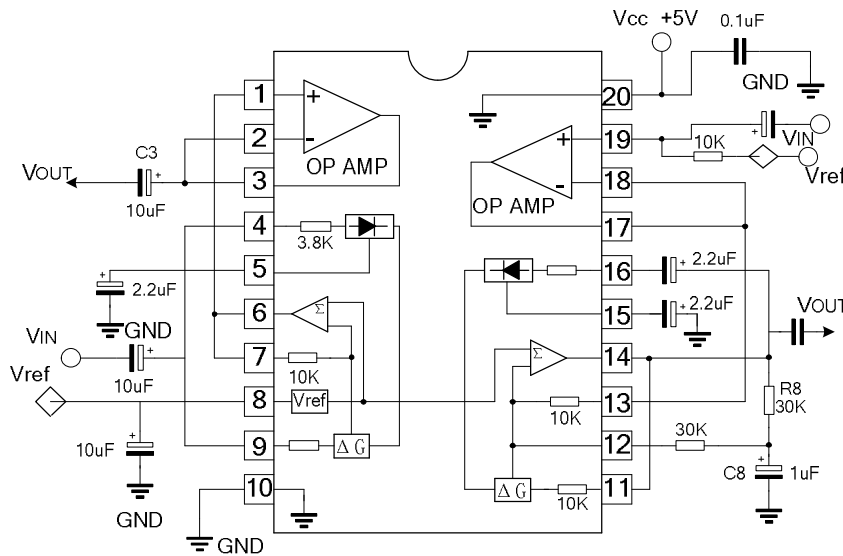 Vcc +5V
0.1uF
GND
1
+
20
2
-
OP AMP
19
+
VIN
10K
Vref
C3
VOUT
+
10uF
3
18
-
OP AMP
4
3.8K
17
5
+
2.2uF
GND
16
+
2.2uF
6
Σ
15
+
2.2uF
VOUT
VIN
+
10uF
7
10K
14
Σ
Vref
8
Vref
13
10K
R8
30K
10uF
+
GND
9
ΔG
12
30K
C8
+
1uF
10
GND
ΔG
10K
11